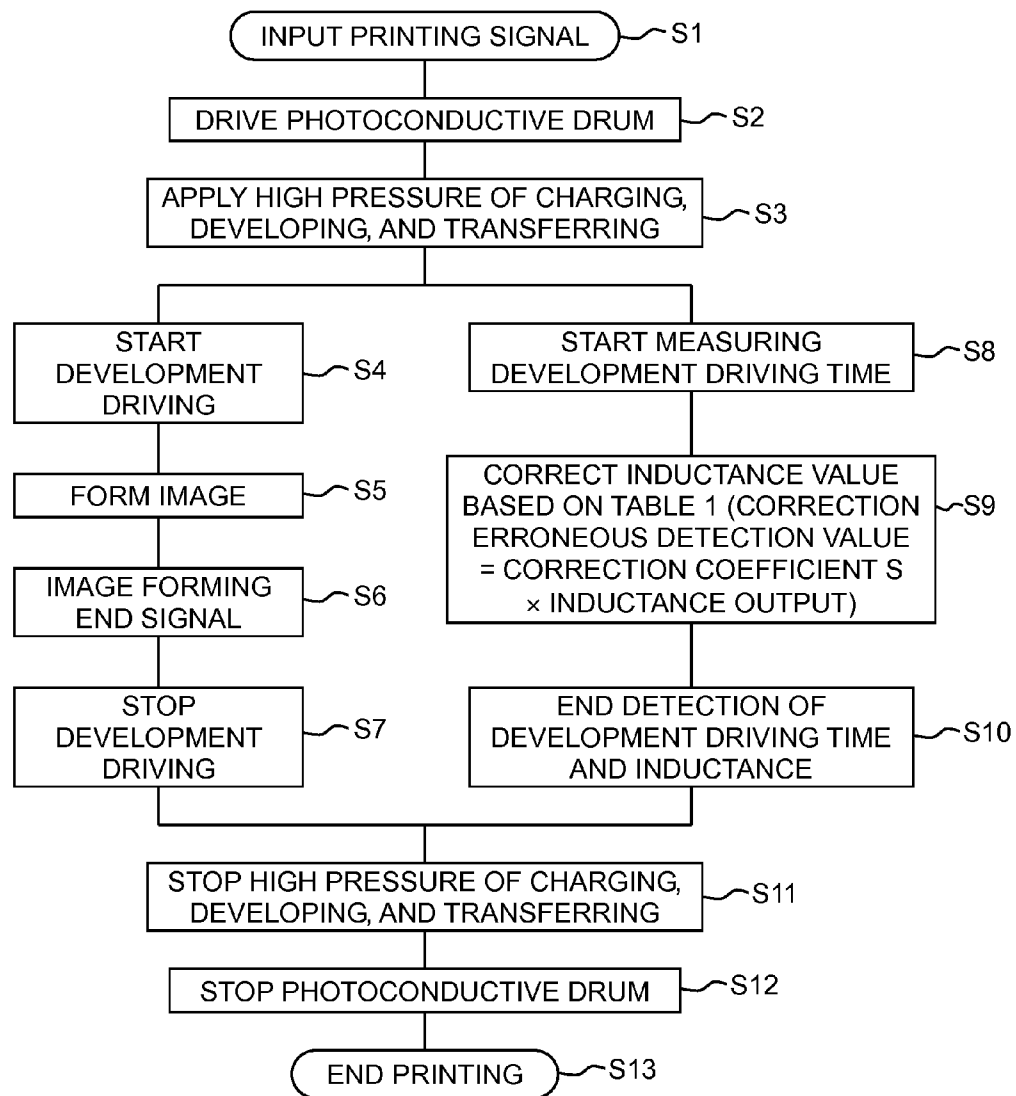 INPUT PRINTING SIGNAL
S1
DRIVE PHOTOCONDUCTIVE DRUM
S2
APPLY HIGH PRESSURE OF CHARGING,
DEVELOPING, AND TRANSFERRING
S3
START
DEVELOPMENT
DRIVING
S4
FORM IMAGE
S5
IMAGE FORMING
END SIGNAL
S6
STOP
DEVELOPMENT
DRIVING
S7
START MEASURING
DEVELOPMENT DRIVING TIME
S8
CORRECT INDUCTANCE VALUE
BASED ON TABLE 1 (CORRECTION
ERRONEOUS DETECTION VALUE
= CORRECTION COEFFICIENT S
× INDUCTANCE OUTPUT)
S9
END DETECTION OF
DEVELOPMENT DRIVING TIME
AND INDUCTANCE
S10
STOP HIGH PRESSURE OF CHARGING,
DEVELOPING, AND TRANSFERRING
S11
STOP PHOTOCONDUCTIVE DRUM
S12
END PRINTING
S13